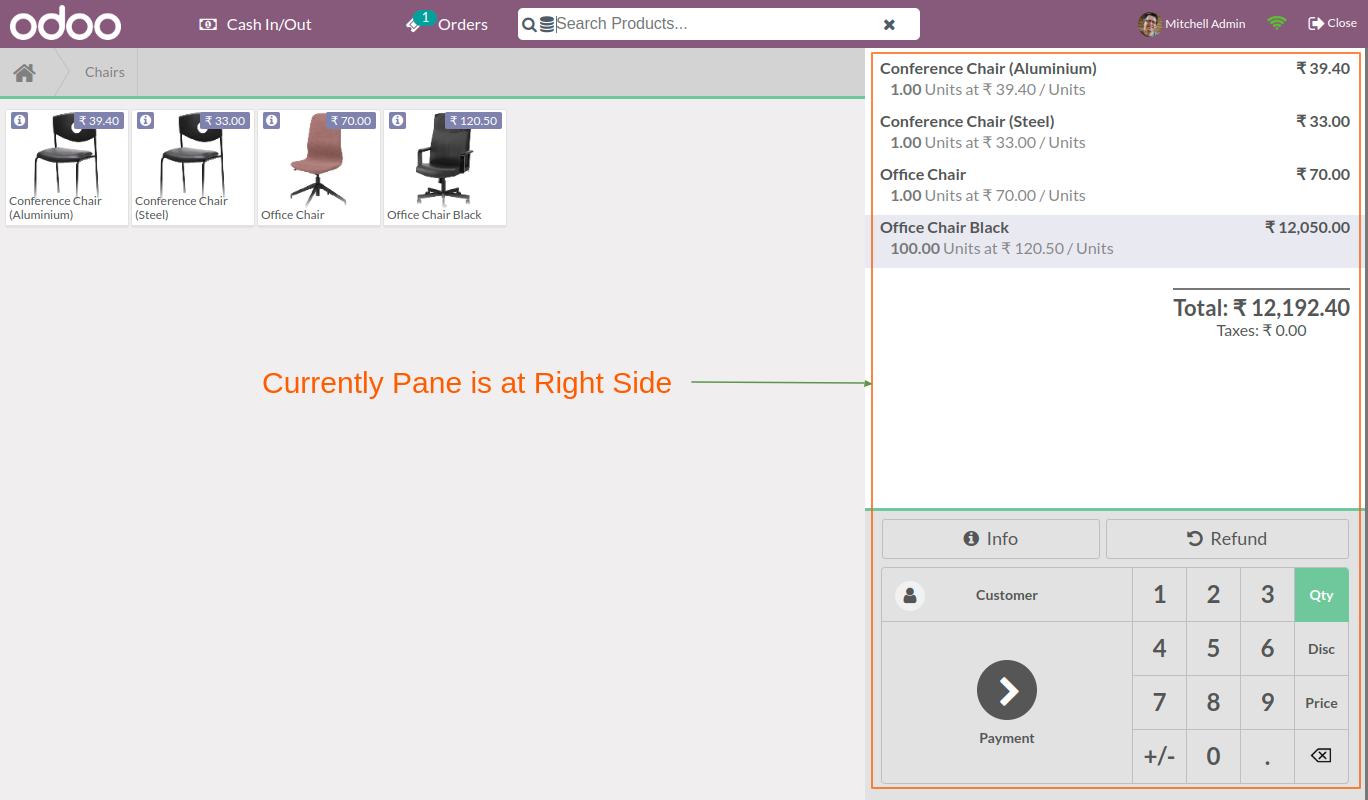 odoo
Cash In/Out
1
Orders
Search Products...
Mitchell Admin
Close
Chairs
₹ 39.40
Conference Chair
(Aluminium)
₹ 33.00
Conference Chair
(Steel)
₹ 70.00
Office Chair
₹ 120.50
Office Chair Black
Conference Chair (Aluminium) ₹ 39.40
1.00 Units at ₹ 39.40 / Units
Conference Chair (Steel) ₹ 33.00
1.00 Units at ₹ 33.00 / Units
Office Chair ₹ 70.00
1.00 Units at ₹ 70.00 / Units
Office Chair Black ₹ 12,050.00
100.00 Units at ₹ 120.50 / Units
Total: ₹ 12,192.40
Taxes: ₹ 0.00
Currently Pane is at Right Side
Info
Refund
Customer
Payment
1 2 3 Qty
4 5 6 Disc
7 8 9 Price
+/- 0 .